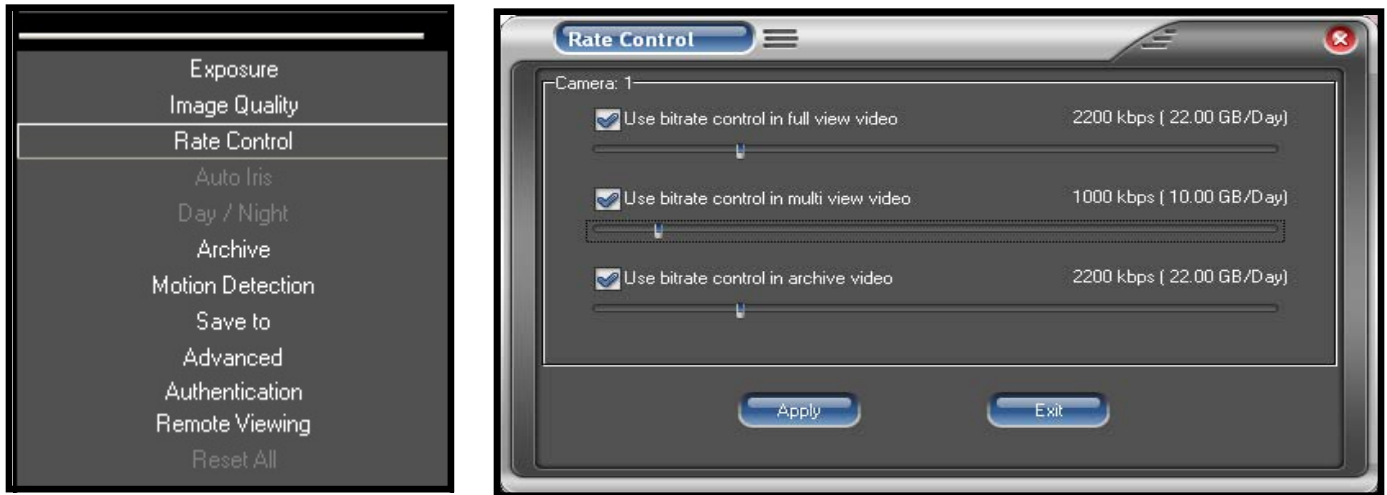 Exposure
Image Quality
Rate Control
Auto Iris
Day / Night
Archive
Motion Detection
Save to
Advanced
Authentication
Remote Viewing
Reset All
Rate Control
Camera: 1
Use bitrate control in full view video 2200 kbps ( 22.00 GB/Day)
Use bitrate control in multi view video 1000 kbps ( 10.00 GB/Day)
Use bitrate control in archive video 2200 kbps ( 22.00 GB/Day)
Apply Exit